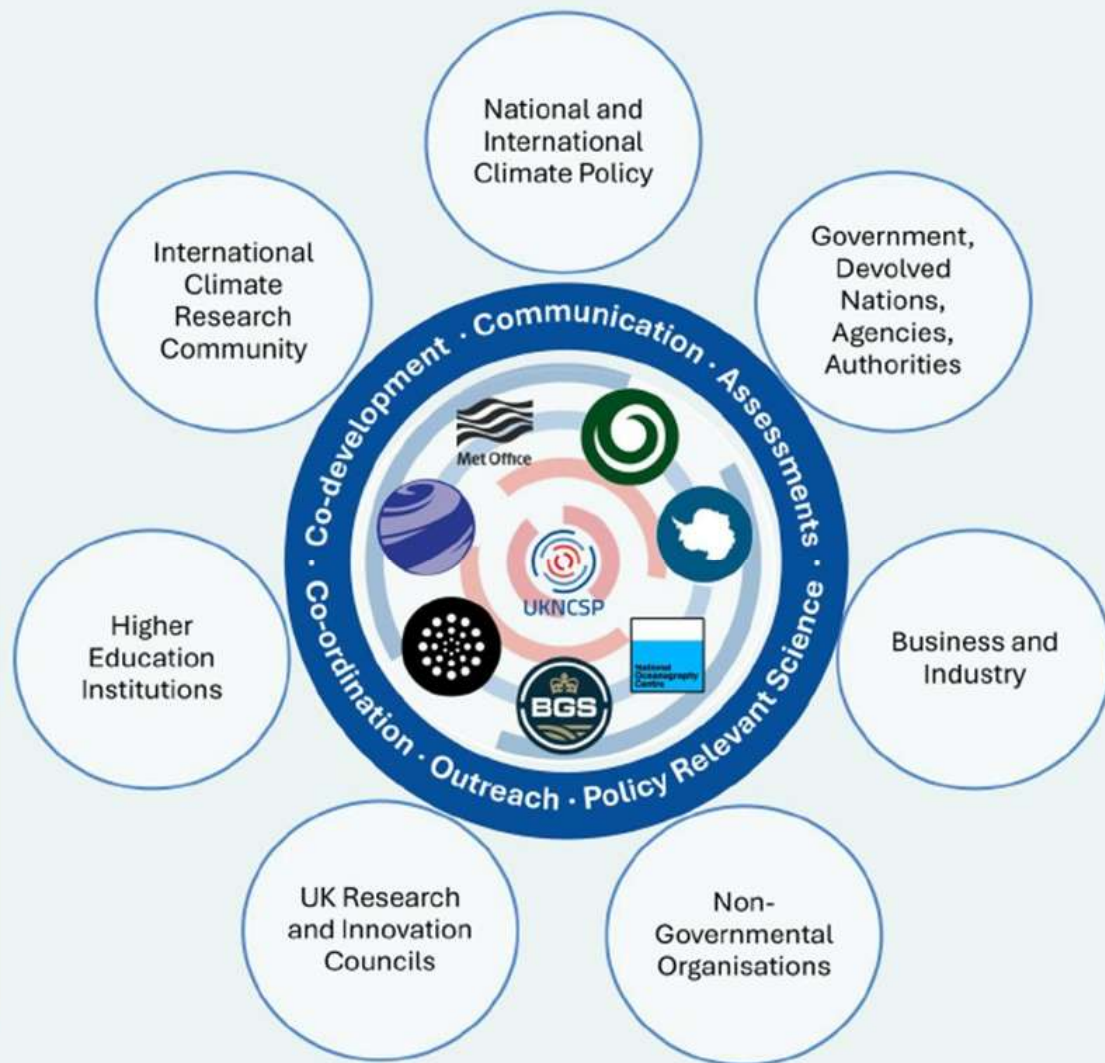 National and
International
Climate Policy
International
Climate
Research
Community
Government,
Devolved
Nations,
Agencies,
Authorities
· Co-development · Communication · Assessments ·
Met Office
UKNCSP
National
Oceanography
Centre
BGS
Co-ordination · Outreach · Policy Relevant Science
Higher
Education
Institutions
Business and
Industry
UK Research
and Innovation
Councils
Non-
Governmental
Organisations